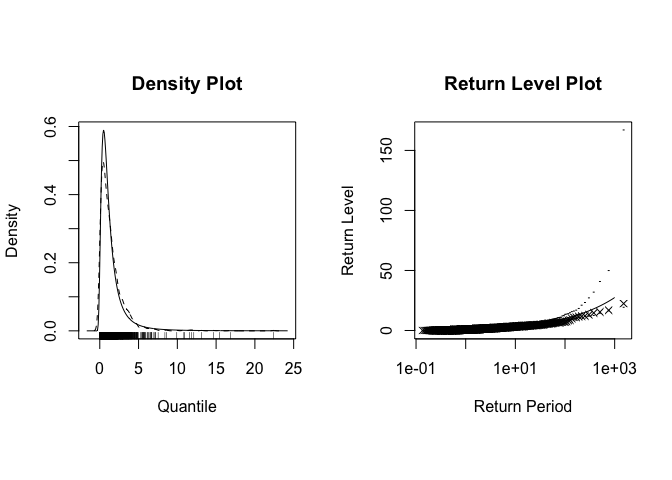 Density Plot
Density
0.0 0.2 0.4 0.6
0 5 10 15 20 25
Quantile
Return Level Plot
Return Level
0 50 100 150
1e-01 1e+01 1e+03
Return Period